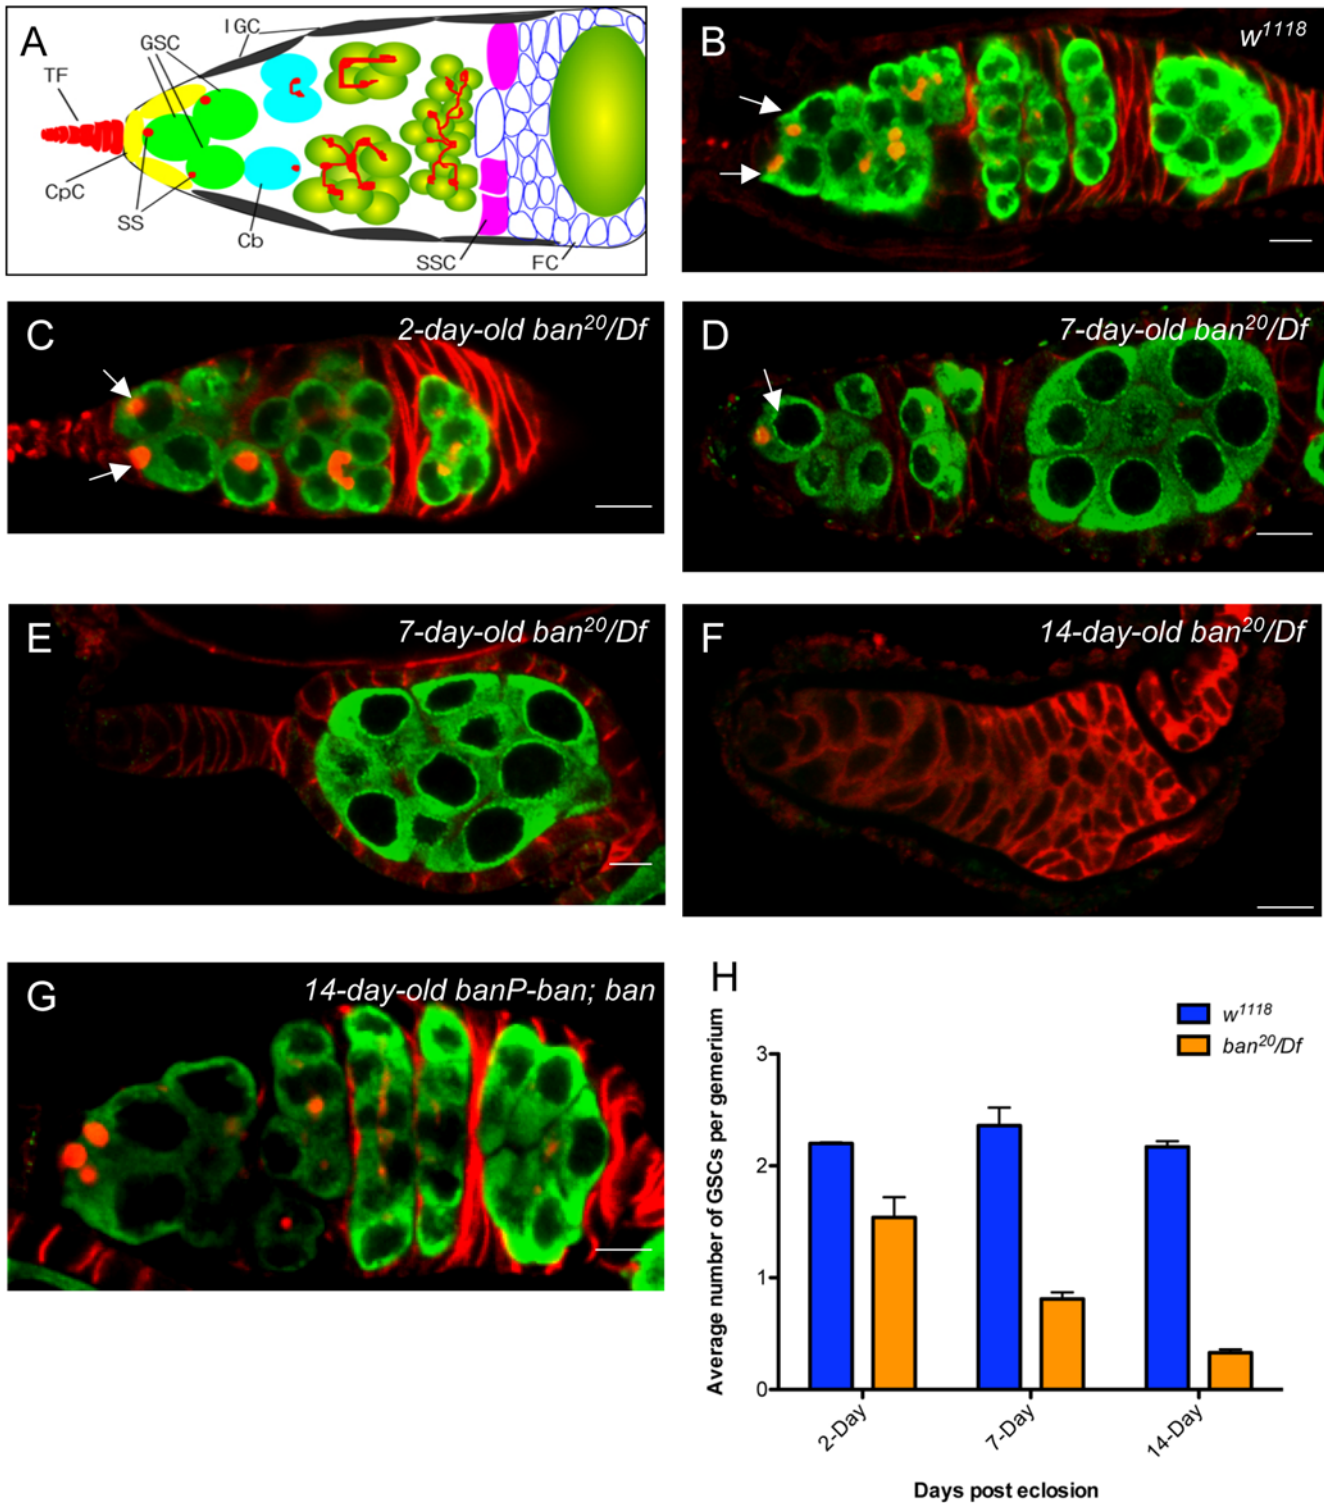 A
TF
GSC
IGC
CpC
SS
Cb
SSC
FC
B
w1118
C
2-day-old ban20/Df
D
7-day-old ban20/Df
E
7-day-old ban20/Df
F
14-day-old ban20/Df
G
14-day-old banP-ban; ban
H
w1118
ban20/Df
Average number of GSCs per gemerium
3
2
1
0
2-Day
7-Day
14-Day
Days post eclosion